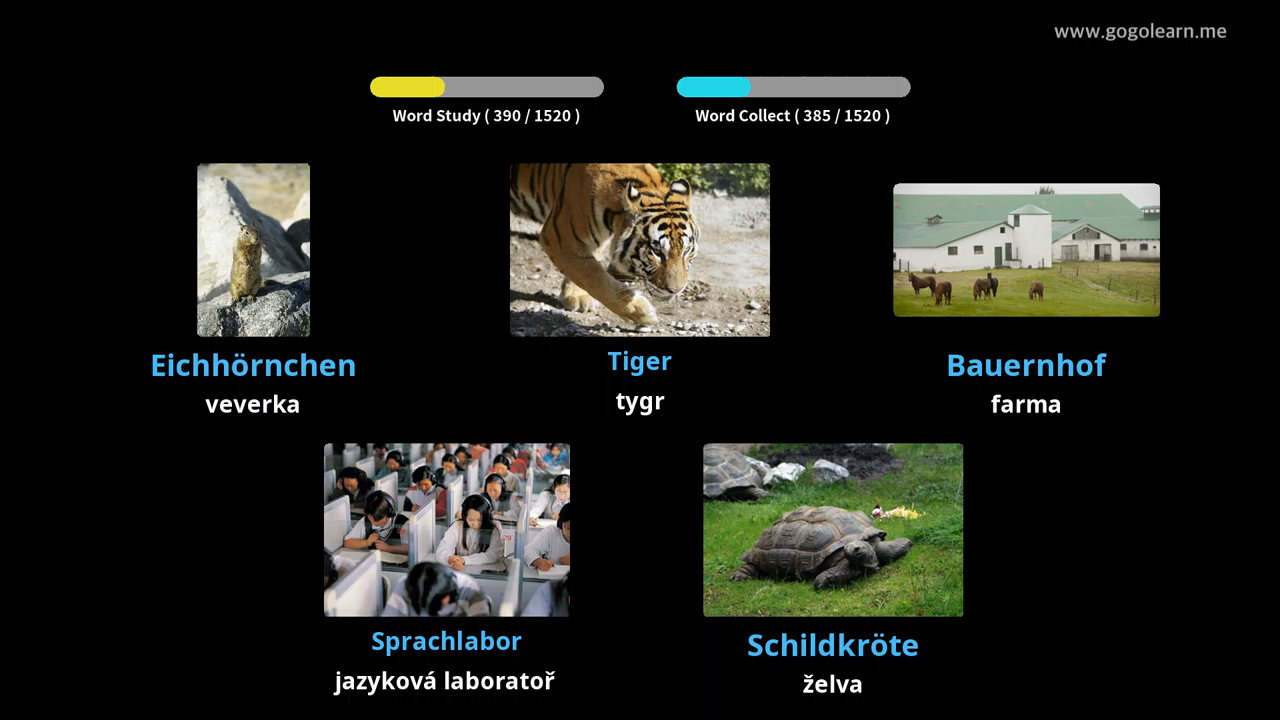 www.gogolearn.me
Word Study ( 390 / 1520 )
Word Collect ( 385 / 1520 )
Eichhörnchen
veverka
Tiger
tygr
Bauernhof
farma
Sprachlabor
jazyková laboratoř
Schildkröte
želva